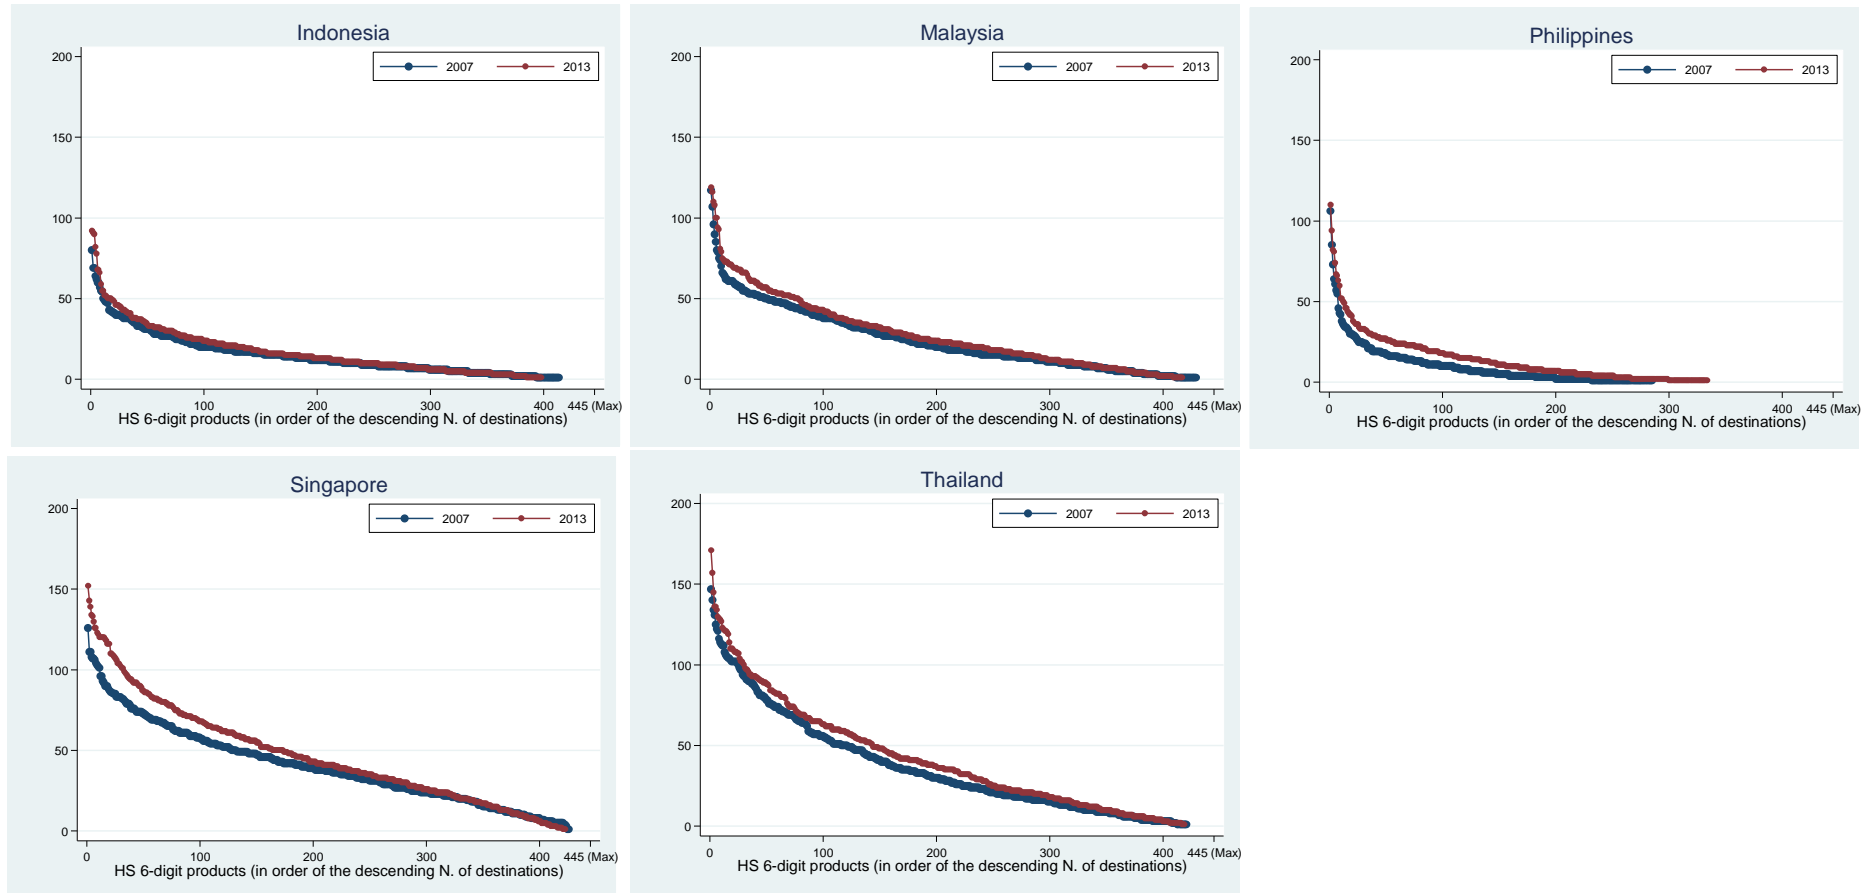 Indonesia
2007 2013
200
150
100
50
0
0 100 200 300 400 445 (Max)
HS 6-digit products (in order of the descending N. of destinations)
Malaysia
2007 2013
200
150
100
50
0
0 100 200 300 400 445 (Max)
HS 6-digit products (in order of the descending N. of destinations)
Philippines
2007 2013
200
150
100
50
0
0 100 200 300 400 445 (Max)
HS 6-digit products (in order of the descending N. of destinations)
Singapore
2007 2013
200
150
100
50
0
0 100 200 300 400 445 (Max)
HS 6-digit products (in order of the descending N. of destinations)
Thailand
2007 2013
200
150
100
50
0
0 100 200 300 400 445 (Max)
HS 6-digit products (in order of the descending N. of destinations)